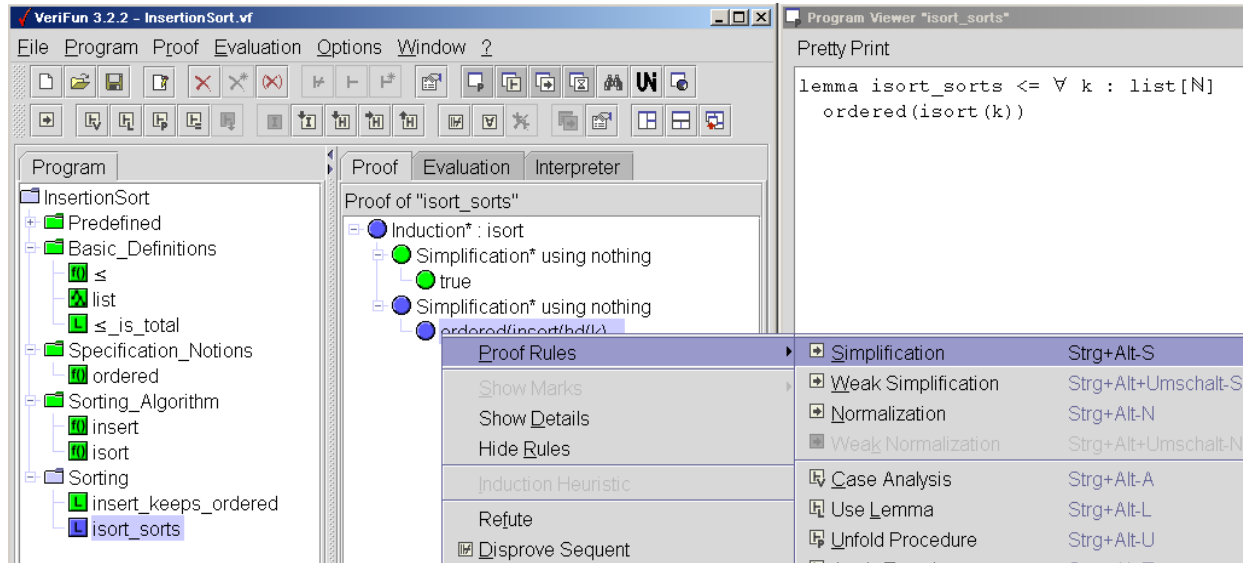 VeriFun 3.2.2 - InsertionSort.vf
File Program Proof Evaluation Options Window ?
Program
InsertionSort
Predefined
Basic_Definitions
f() ≤
list
L ≤_is_total
Specification_Notions
f() ordered
Sorting_Algorithm
f() insert
f() isort
Sorting
L insert_keeps_ordered
L isort_sorts
Proof Evaluation Interpreter
Proof of "isort_sorts"
Induction* : isort
Simplification* using nothing
true
Simplification* using nothing
ordered(insert(hd(k)...
Proof Rules
Show Marks
Show Details
Hide Rules
Induction Heuristic
Refute
Disprove Sequent
Simplification Strg+Alt-S
Weak Simplification Strg+Alt+Umschalt-S
Normalization Strg+Alt-N
Weak Normalization Strg+Alt+Umschalt-N
Case Analysis Strg+Alt-A
Use Lemma Strg+Alt-L
Unfold Procedure Strg+Alt-U
Program Viewer "isort_sorts"
Pretty Print
lemma isort_sorts <= ∀ k : list[ℕ]
ordered(isort(k))